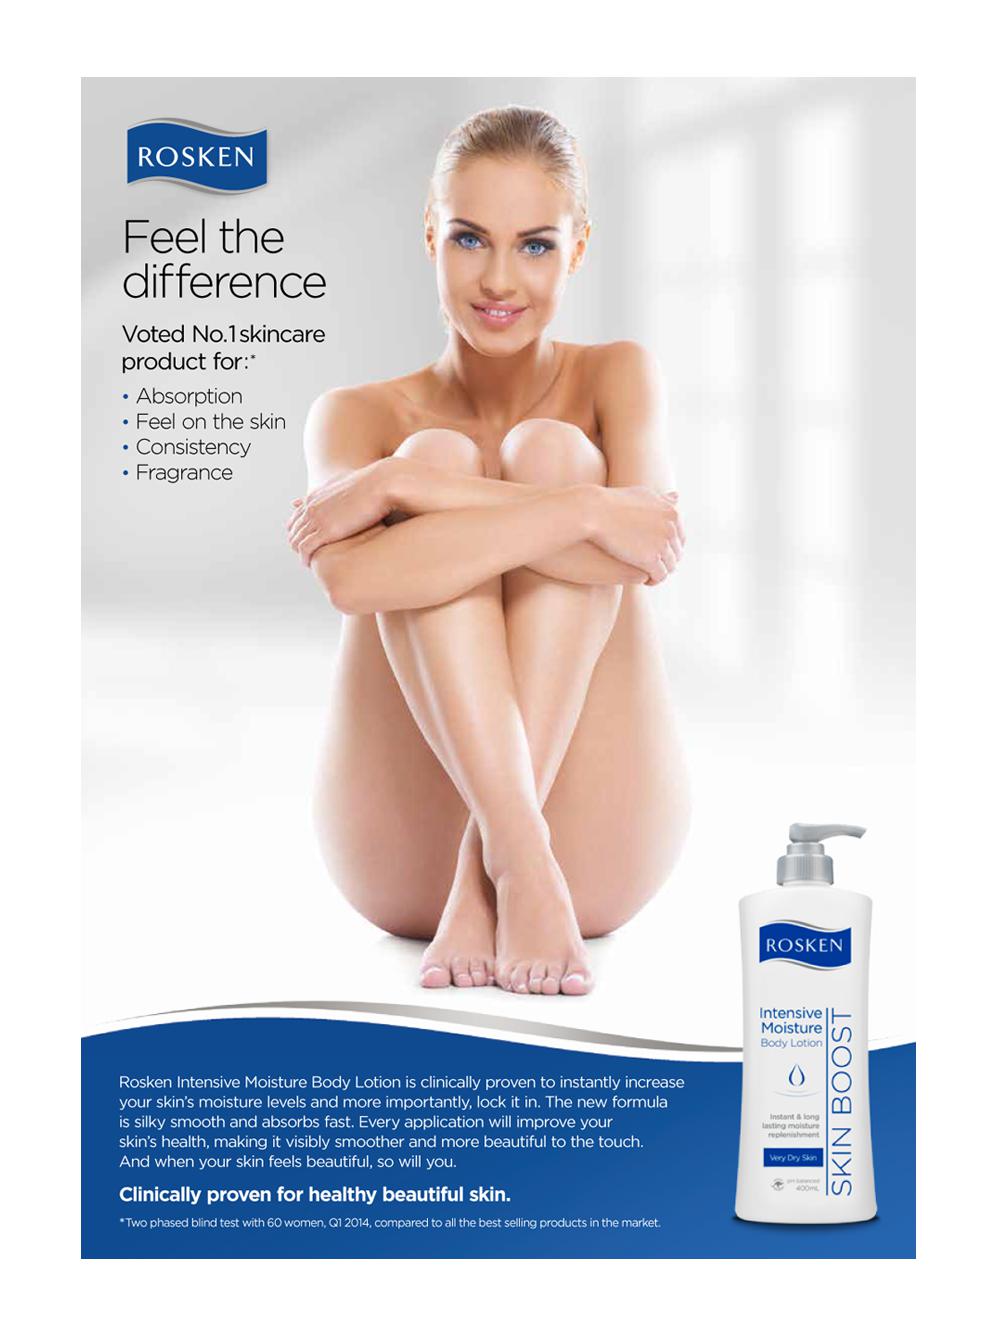 ROSKEN
Feel the
difference
Voted No.1 skincare
product for:*
• Absorption
• Feel on the skin
• Consistency
• Fragrance
ROSKEN
Intensive
Moisture
Body Lotion
SKIN BOOST
Instant & long
lasting moisture
replenishment
Very Dry Skin
pH balanced
400mL
Rosken Intensive Moisture Body Lotion is clinically proven to instantly increase
your skin's moisture levels and more importantly, lock it in. The new formula
is silky smooth and absorbs fast. Every application will improve your
skin's health, making it visibly smoother and more beautiful to the touch.
And when your skin feels beautiful, so will you.
Clinically proven for healthy beautiful skin.
*Two phased blind test with 60 women, Q1 2014, compared to all the best selling products in the market.